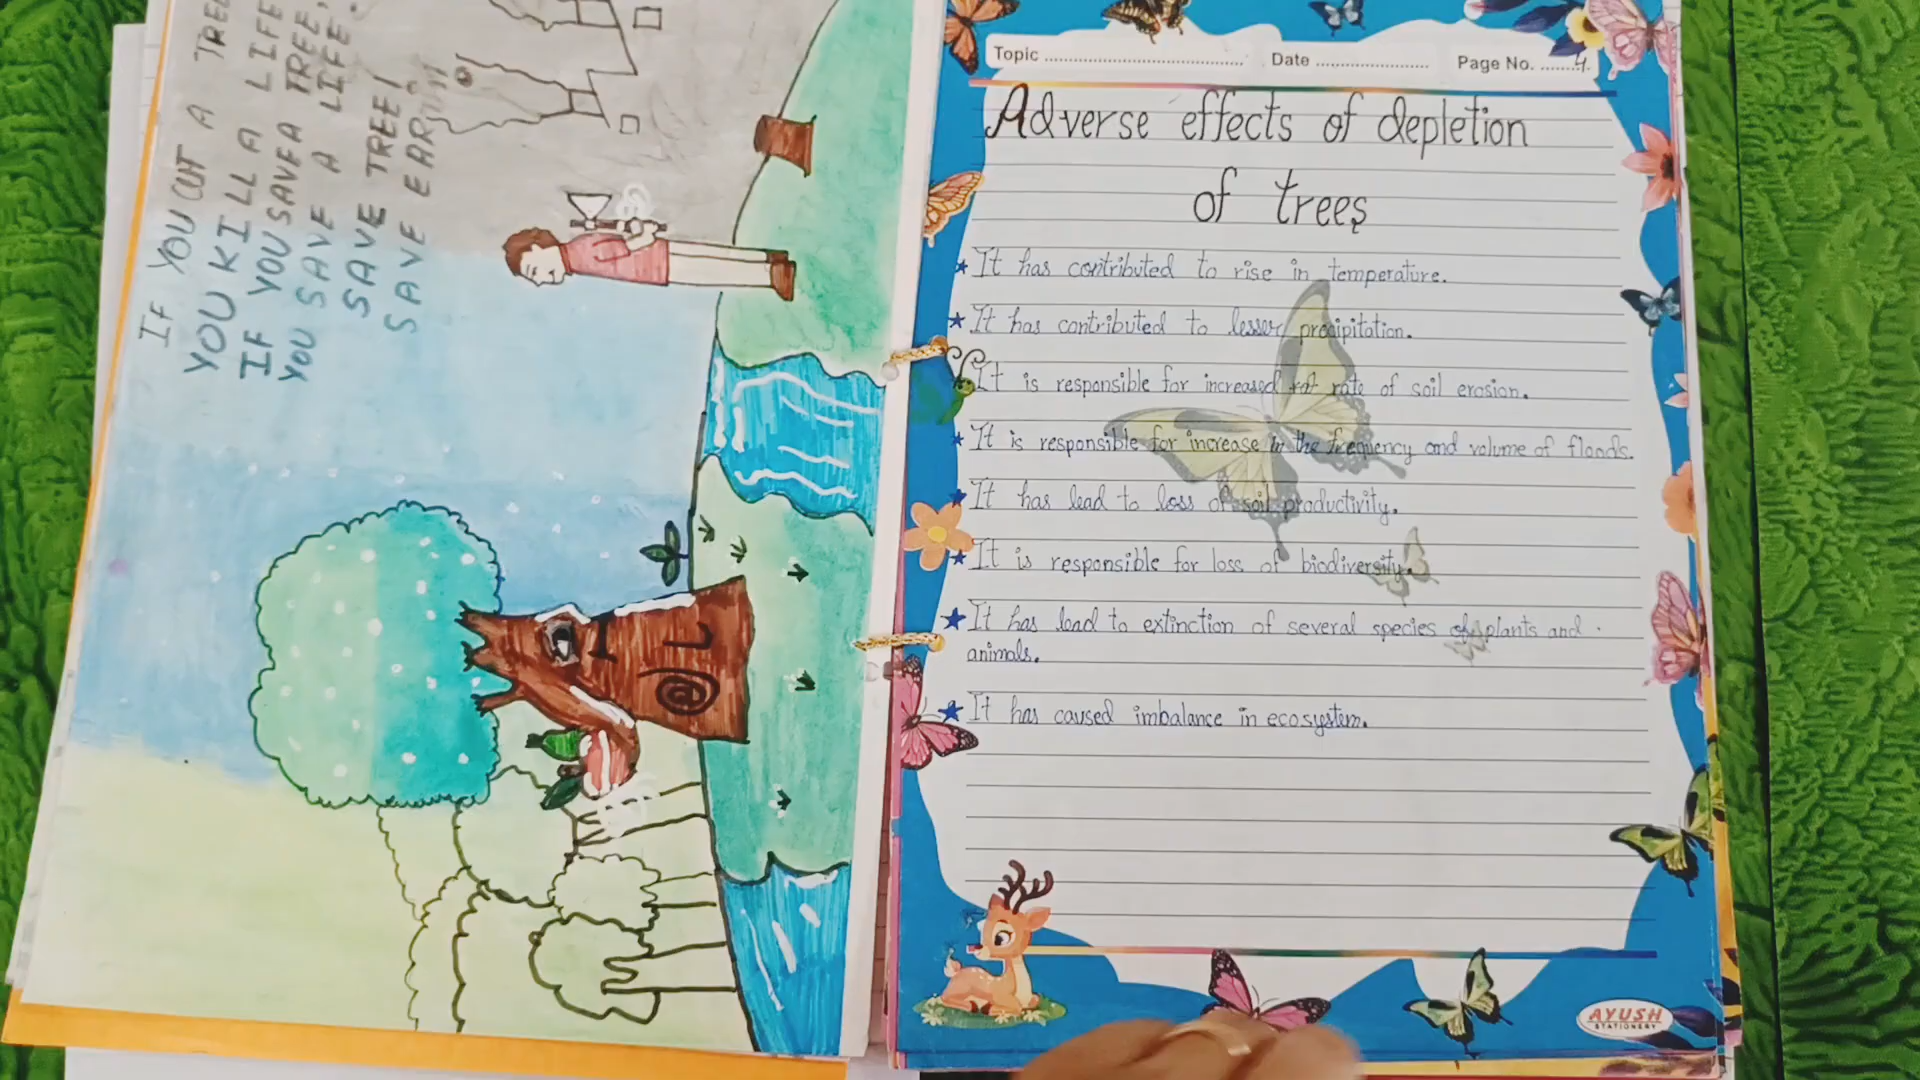 IF YOU CUT A TREE
YOU KILL A LIFE
IF YOU SAVE A TREE,
YOU SAVE A LIFE.
SAVE TREE!
SAVE EARTH!
Topic
Date
Page No. 4
Adverse effects of depletion
of trees
It has contributed to rise in temperature.
It has contributed to lesser precipitation.
It is responsible for increased rat rate of soil erosion.
It is responsible for increase in the frequency and volume of floods.
It has lead to loss of soil productivity.
It is responsible for loss of biodiversity.
It has lead to extinction of several species of plants and
animals.
It has caused imbalance in ecosystem.
AYUSH
STATIONERY